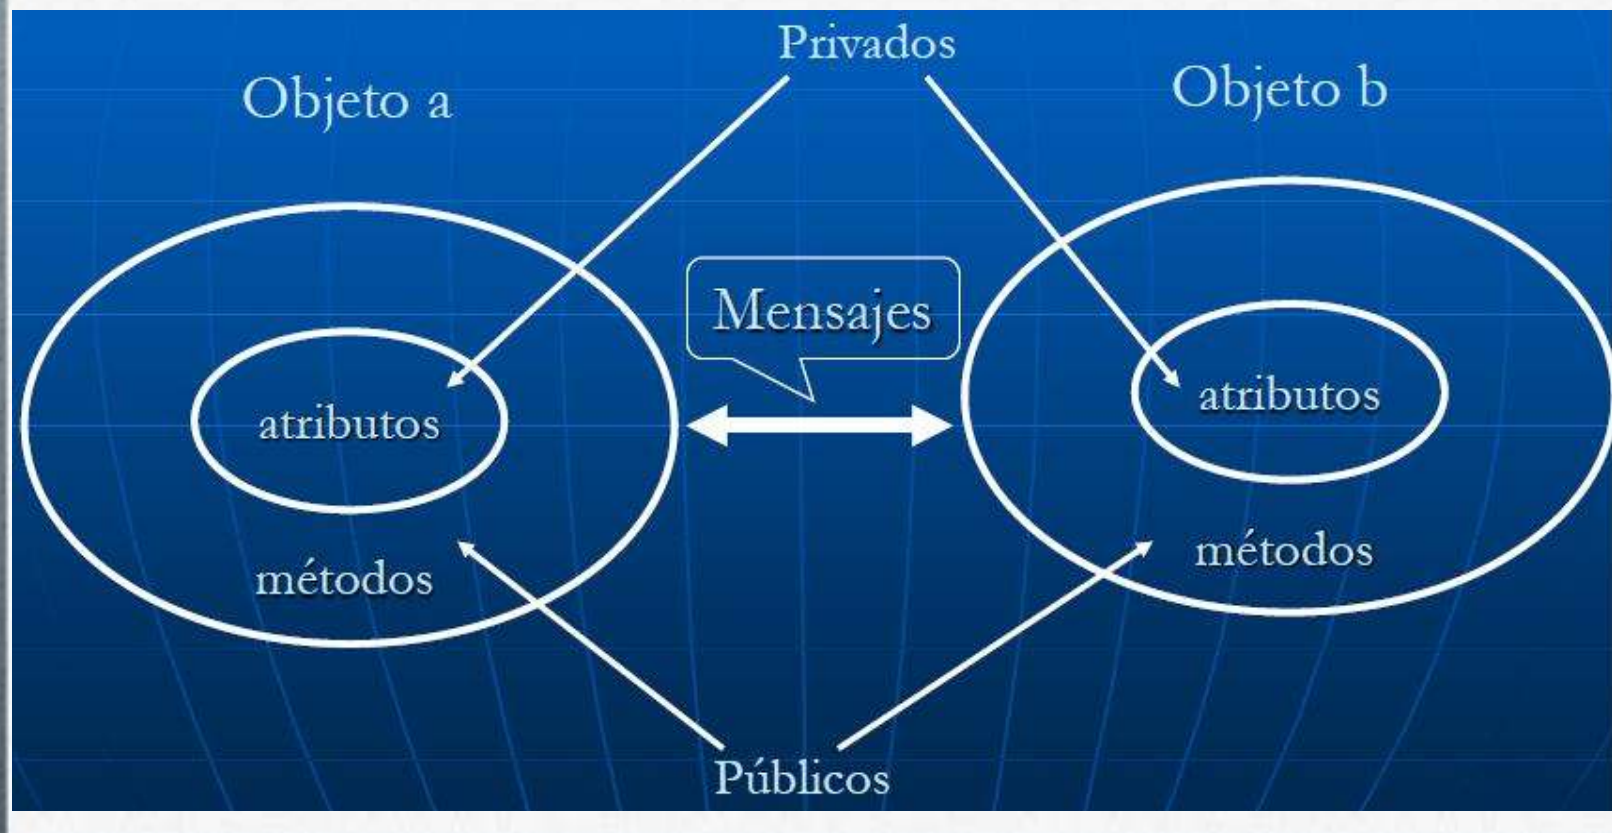 Privados
Objeto a
Objeto b
Mensajes
atributos
atributos
métodos
métodos
Públicos